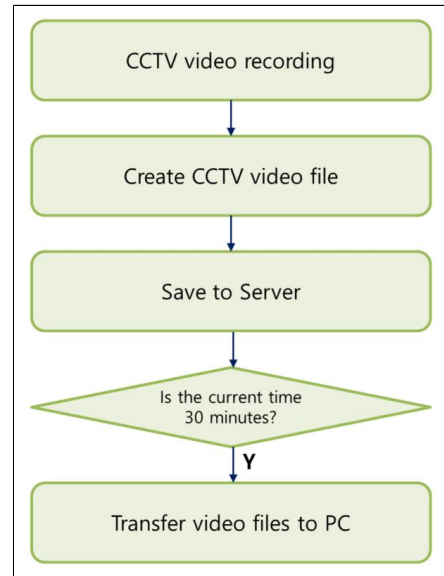 CCTV video recording
Create CCTV video file
Save to Server
Is the current time
30 minutes?
Y
Transfer video files to PC